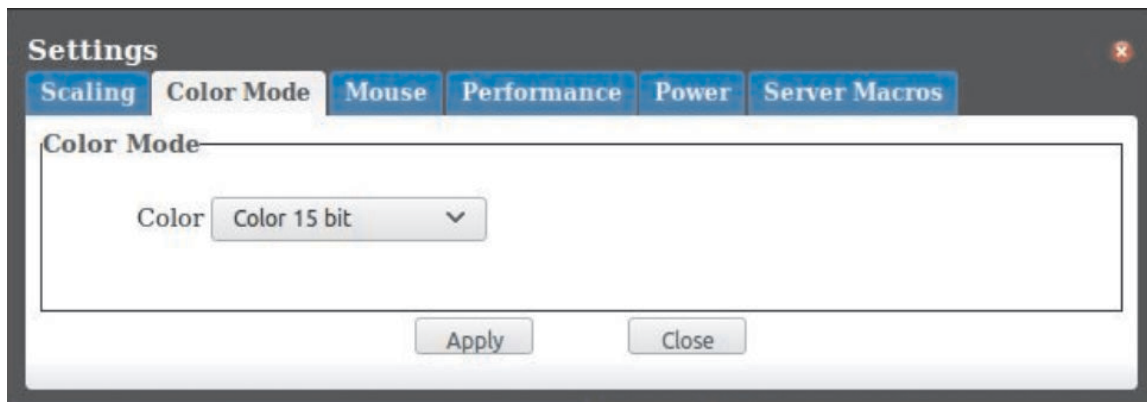 Settings
Scaling Color Mode Mouse Performance Power Server Macros
Color Mode
Color Color 15 bit
Apply Close